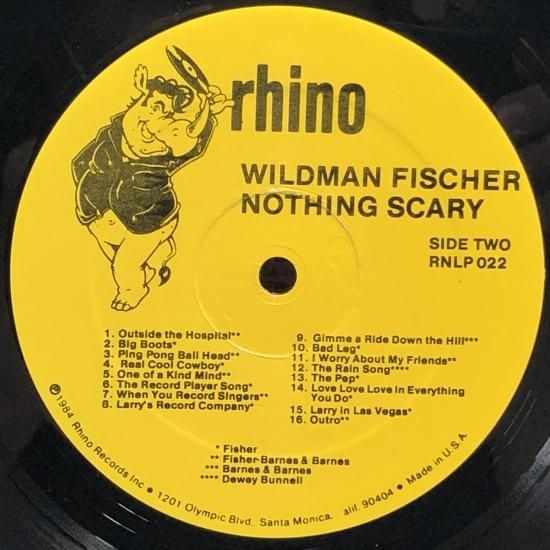 rhino
WILDMAN FISCHER
NOTHING SCARY
SIDE TWO
RNLP 022
1. Outside the Hospital**
2. Big Boots*
3. Ping Pong Ball Head**
4. Real Cool Cowboy*
5. One of a Kind Mind**
6. The Record Player Song*
7. When You Record Singers**
8. Larry's Record Company*
9. Gimme a Ride Down the Hill***
10. Bad Leg*
11. I Worry About My Friends**
12. The Rain Song****
13. The Pep*
14. Love Love Love in Everything
You Do*
15. Larry in Las Vegas*
16. Outro**
* Fisher
** Fisher-Barnes & Barnes
*** Barnes & Barnes
**** Dewey Bunnell
℗ 1984 Rhino Records Inc • 1201 Olympic Blvd., Santa Monica, alif. 90404 • Made in U.S.A.